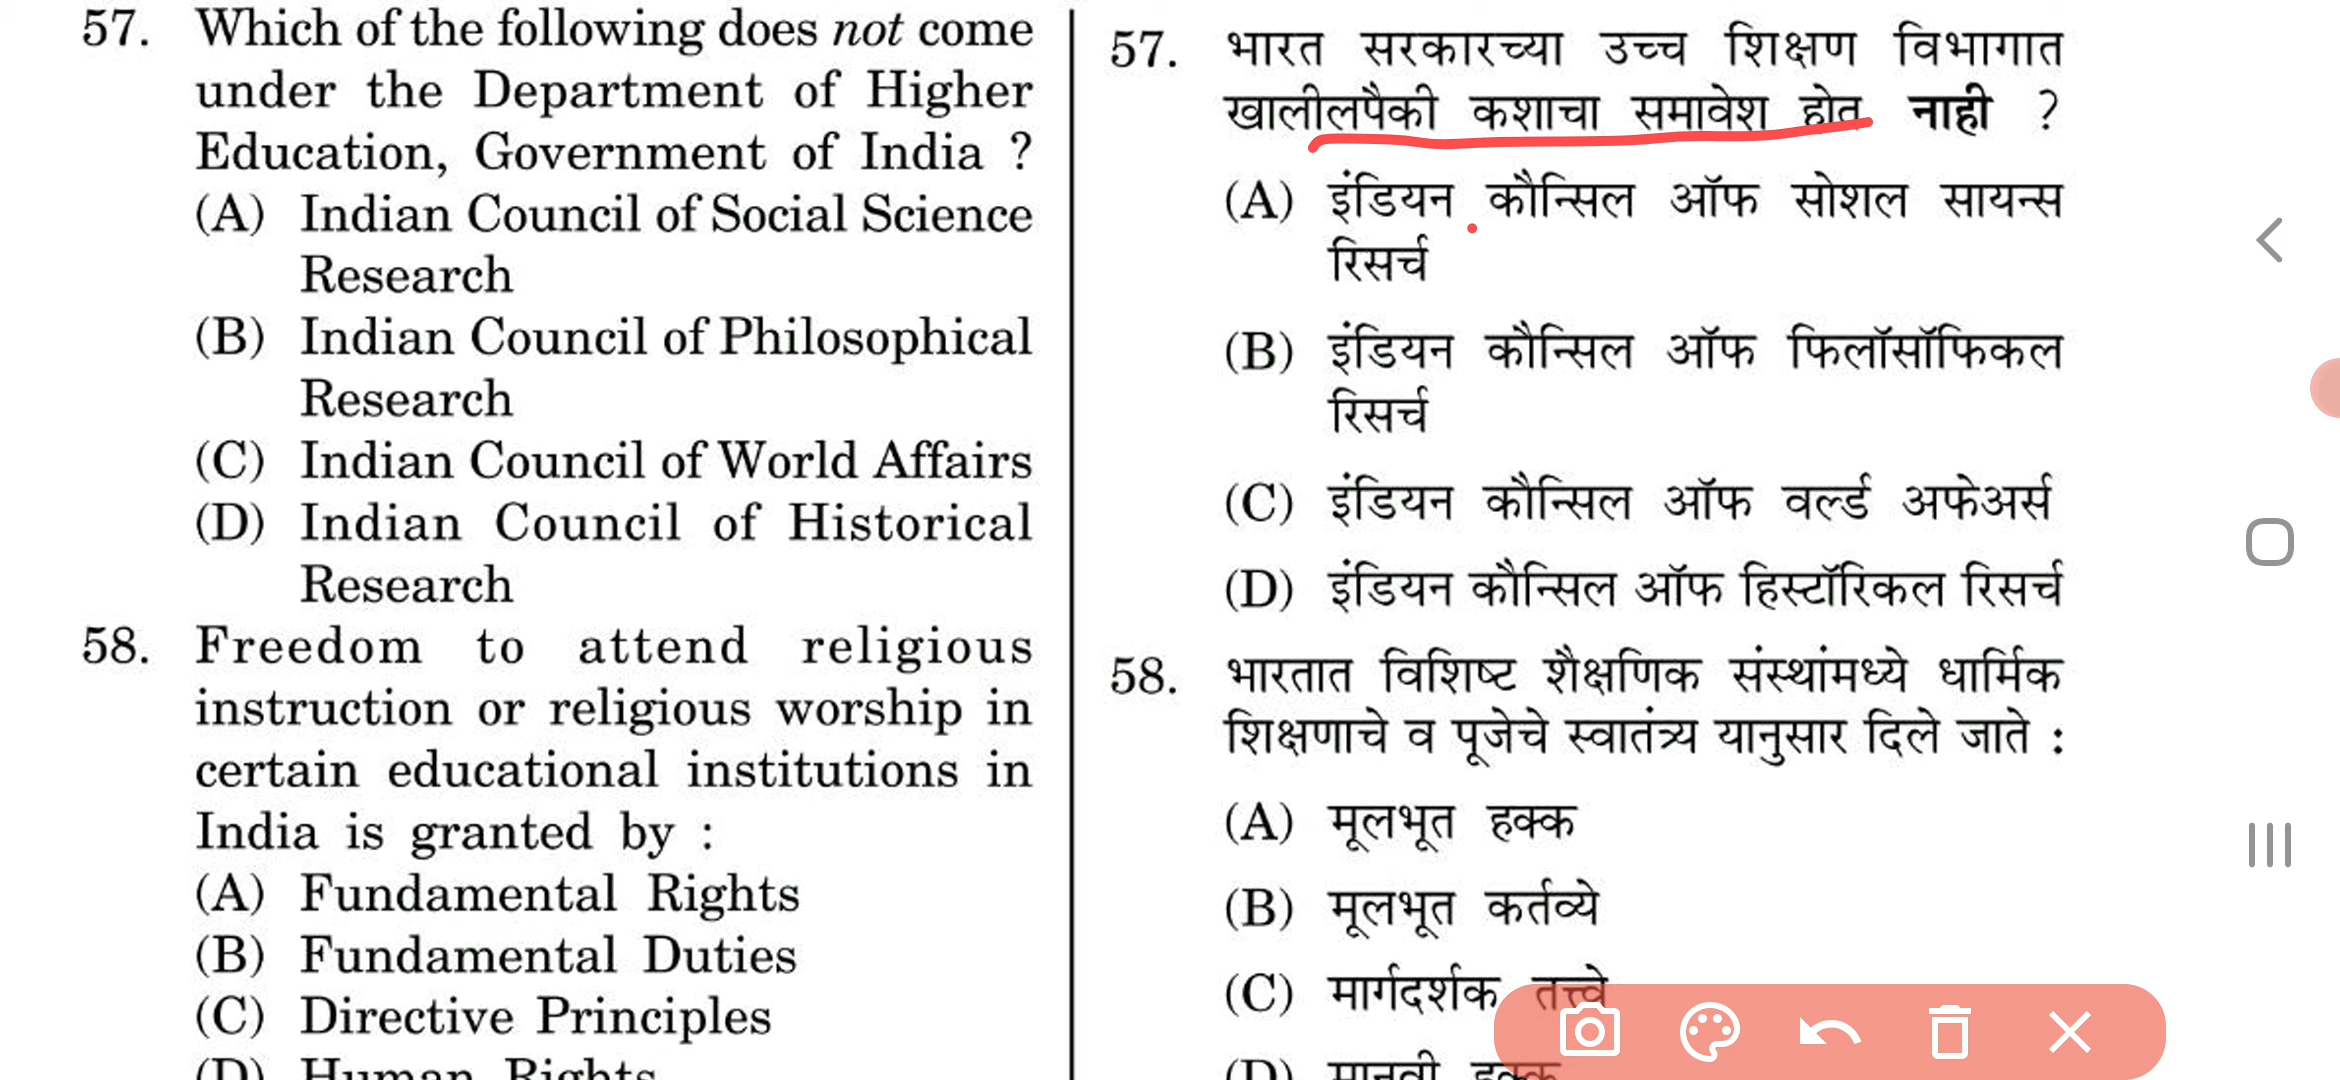 57. Which of the following does not come
under the Department of Higher
Education, Government of India ?
(A) Indian Council of Social Science
Research
(B) Indian Council of Philosophical
Research
(C) Indian Council of World Affairs
(D) Indian Council of Historical
Research
58. Freedom to attend religious
instruction or religious worship in
certain educational institutions in
India is granted by :
(A) Fundamental Rights
(B) Fundamental Duties
(C) Directive Principles
(D) Human Rights
57. भारत सरकारच्या उच्च शिक्षण विभागात
खालीलपैकी कशाचा समावेश होत नाही ?
(A) इंडियन कौन्सिल ऑफ सोशल सायन्स
रिसर्च
(B) इंडियन कौन्सिल ऑफ फिलॉसॉफिकल
रिसर्च
(C) इंडियन कौन्सिल ऑफ वर्ल्ड अफेअर्स
(D) इंडियन कौन्सिल ऑफ हिस्टॉरिकल रिसर्च
58. भारतात विशिष्ट शैक्षणिक संस्थांमध्ये धार्मिक
शिक्षणाचे व पूजेचे स्वातंत्र्य यानुसार दिले जाते :
(A) मूलभूत हक्क
(B) मूलभूत कर्तव्ये
(C) मार्गदर्शक तत्त्वे
(D) मानवी हक्क